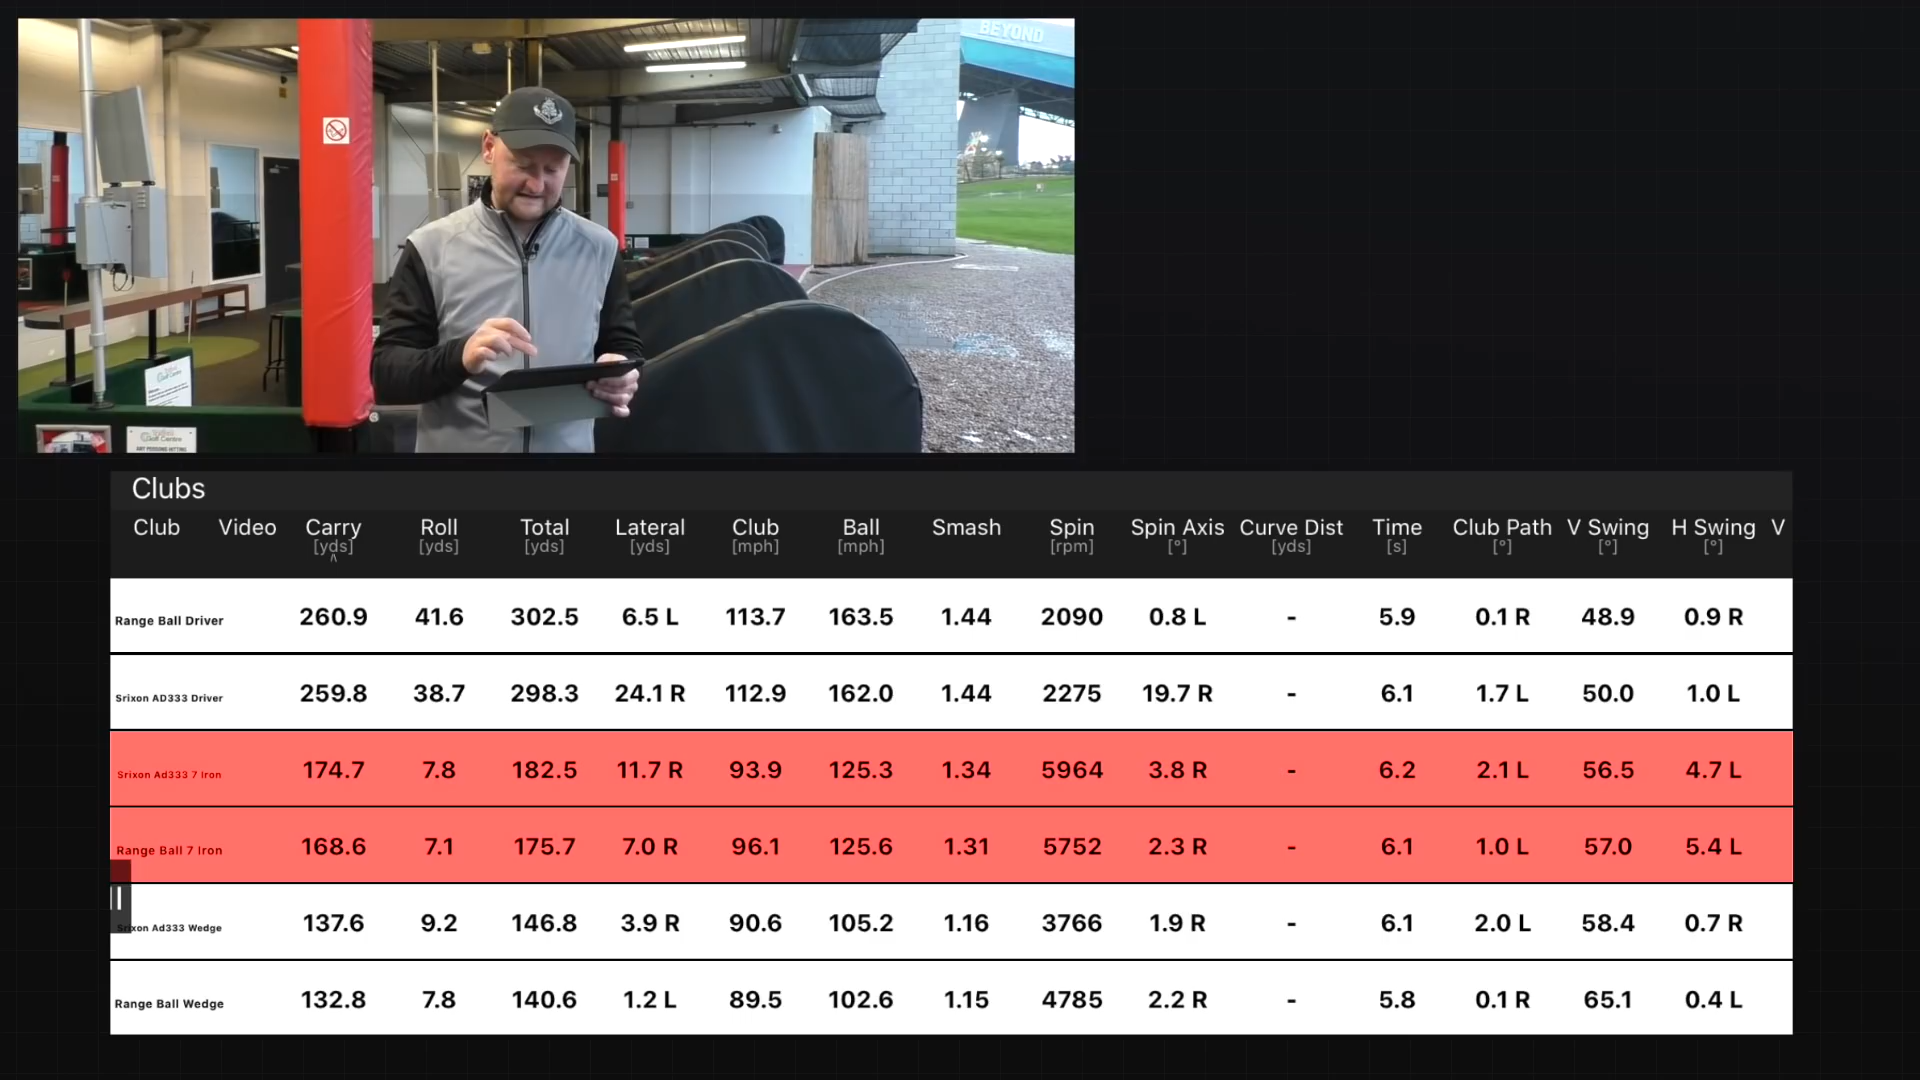 BEYOND
Golf Centre
Golf Centre
ANY PERSONS HITTING
Clubs
Club Video Carry Roll Total Lateral Club Ball Smash Spin Spin Axis Curve Dist Time Club Path V Swing H Swing V
[yds] [yds] [yds] [yds] [mph] [mph] [rpm] [°] [yds] [s] [°] [°] [°]
Range Ball Driver 260.9 41.6 302.5 6.5 L 113.7 163.5 1.44 2090 0.8 L - 5.9 0.1 R 48.9 0.9 R
Srixon AD333 Driver 259.8 38.7 298.3 24.1 R 112.9 162.0 1.44 2275 19.7 R - 6.1 1.7 L 50.0 1.0 L
Srixon Ad333 7 Iron 174.7 7.8 182.5 11.7 R 93.9 125.3 1.34 5964 3.8 R - 6.2 2.1 L 56.5 4.7 L
Range Ball 7 Iron 168.6 7.1 175.7 7.0 R 96.1 125.6 1.31 5752 2.3 R - 6.1 1.0 L 57.0 5.4 L
Srixon Ad333 Wedge 137.6 9.2 146.8 3.9 R 90.6 105.2 1.16 3766 1.9 R - 6.1 2.0 L 58.4 0.7 R
Range Ball Wedge 132.8 7.8 140.6 1.2 L 89.5 102.6 1.15 4785 2.2 R - 5.8 0.1 R 65.1 0.4 L